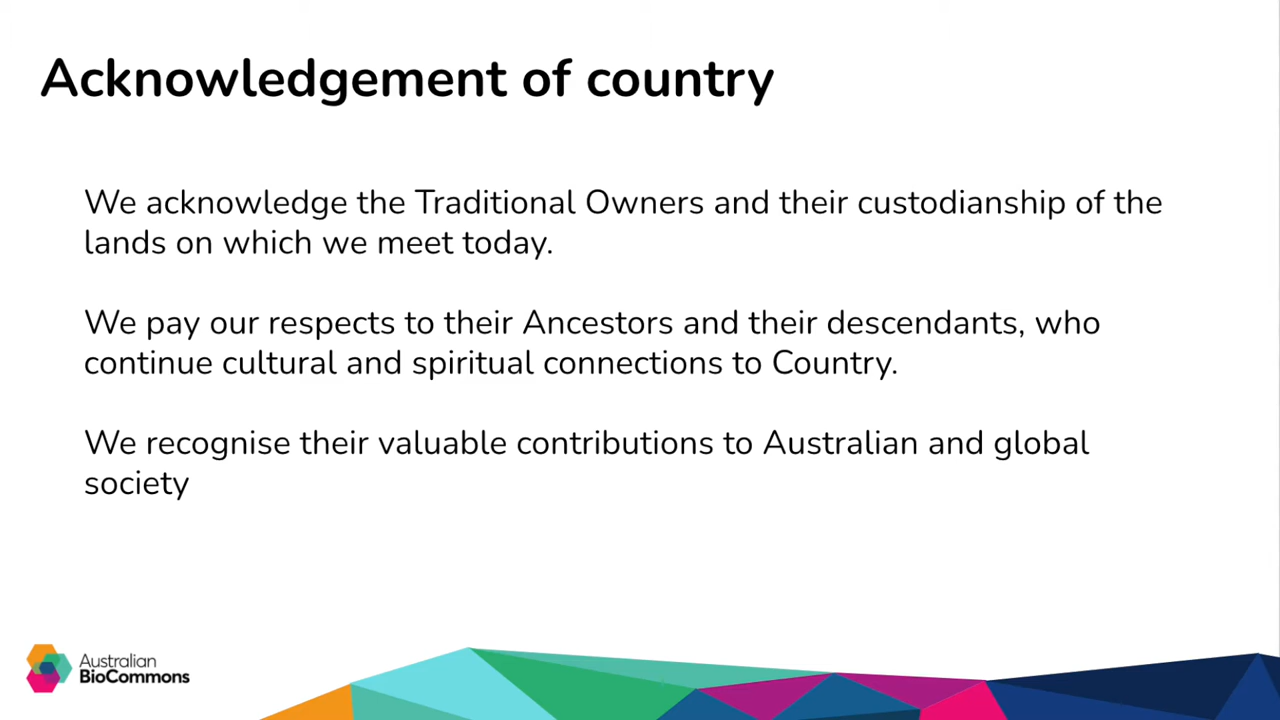 Acknowledgement of country
We acknowledge the Traditional Owners and their custodianship of the
lands on which we meet today.
We pay our respects to their Ancestors and their descendants, who
continue cultural and spiritual connections to Country.
We recognise their valuable contributions to Australian and global
society
Australian
BioCommons